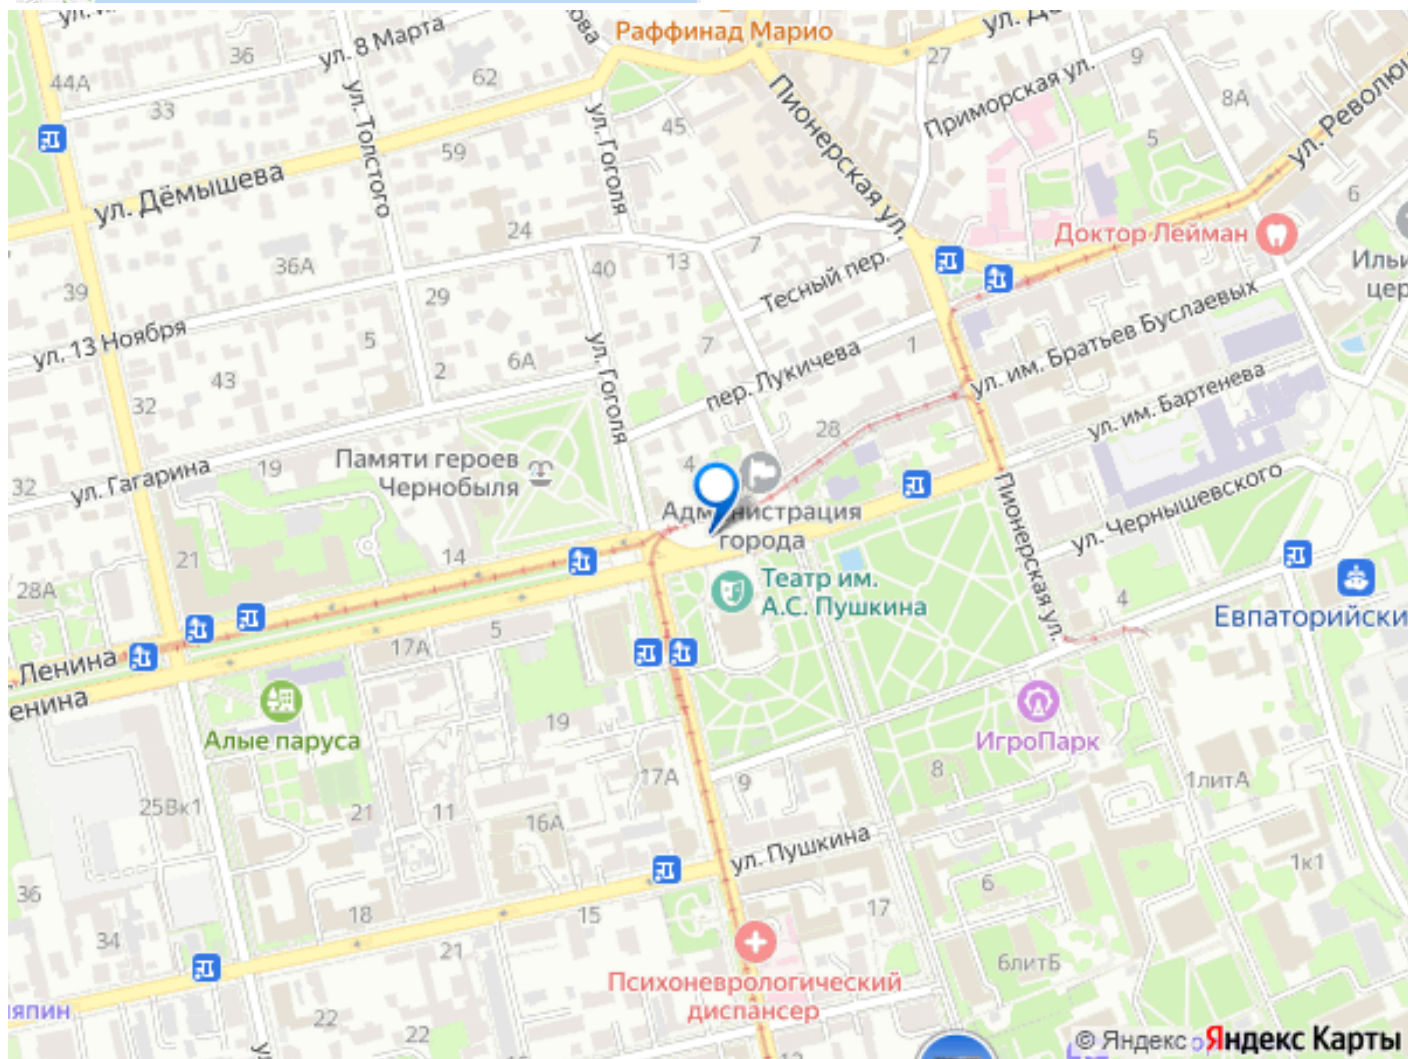 ул. 8 Марта
Раффинад Марио
36
44А
33
62
27
Приморская ул.
9
8А
ул. Толстого
ул. Гоголя
45
Пионерская ул.
5
59
ул. Дёмышева
6
24
7
Доктор Лейман
36А
40
13
Тесный пер.
39
29
ул. 13 Ноября
5
ул. Гоголя
7
1
ул. им. Братьев Буслаевых
43
2
6А
пер. Лукичева
32
28
ул. им. Бартенева
Памяти героев
Чернобыля
4
19
ул. Гагарина
32
Администрация
города
Пионерская ул.
ул. Чернышевского
21
14
28А
Театр им.
А.С. Пушкина
4
Евпаторийски
5
17А
Ленина
енина
Алые паруса
19
ИгроПарк
17А
9
8
1литА
25Вк1
21
11
16А
ул. Пушкина
1к1
36
6
18
15
17
34
21
6литБ
Психоневрологический
диспансер
япин
22
22
12
© Яндекс
Яндекс Карты